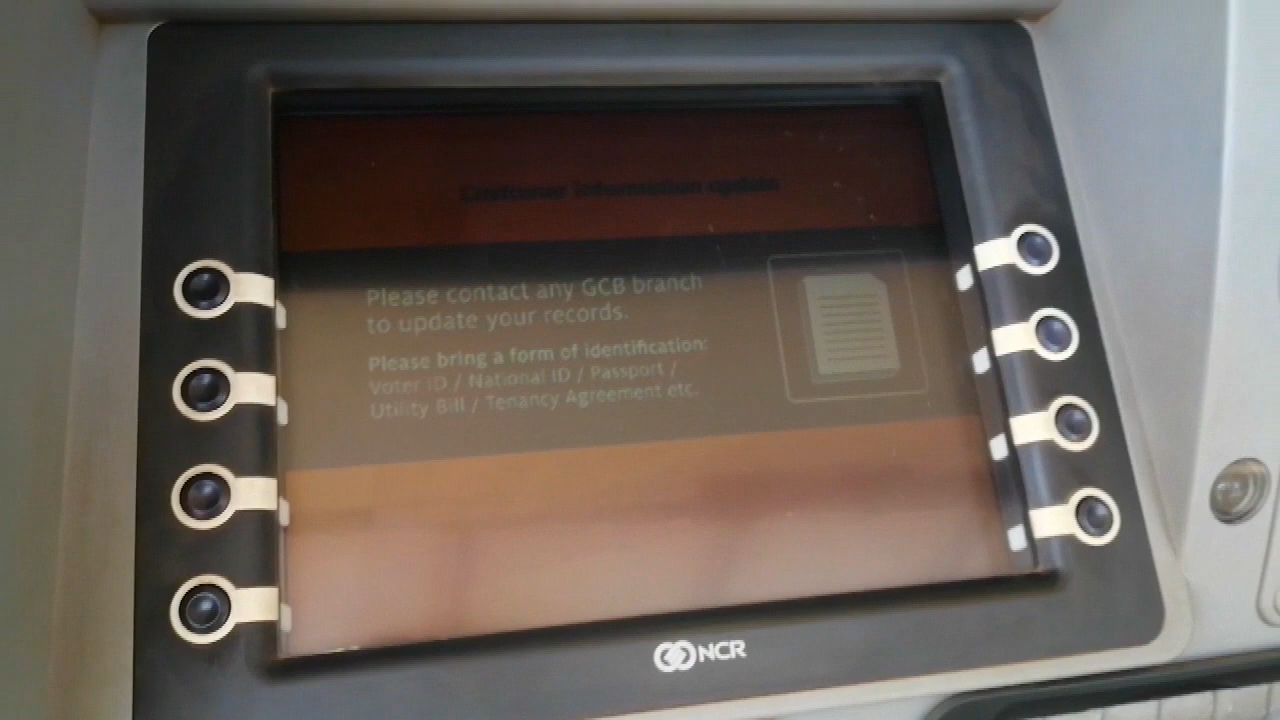 Customer information update
Please contact any GCB branch
to update your records.
Please bring a form of identification:
Voter ID / National ID / Passport /
Utility Bill / Tenancy Agreement etc.
NCR